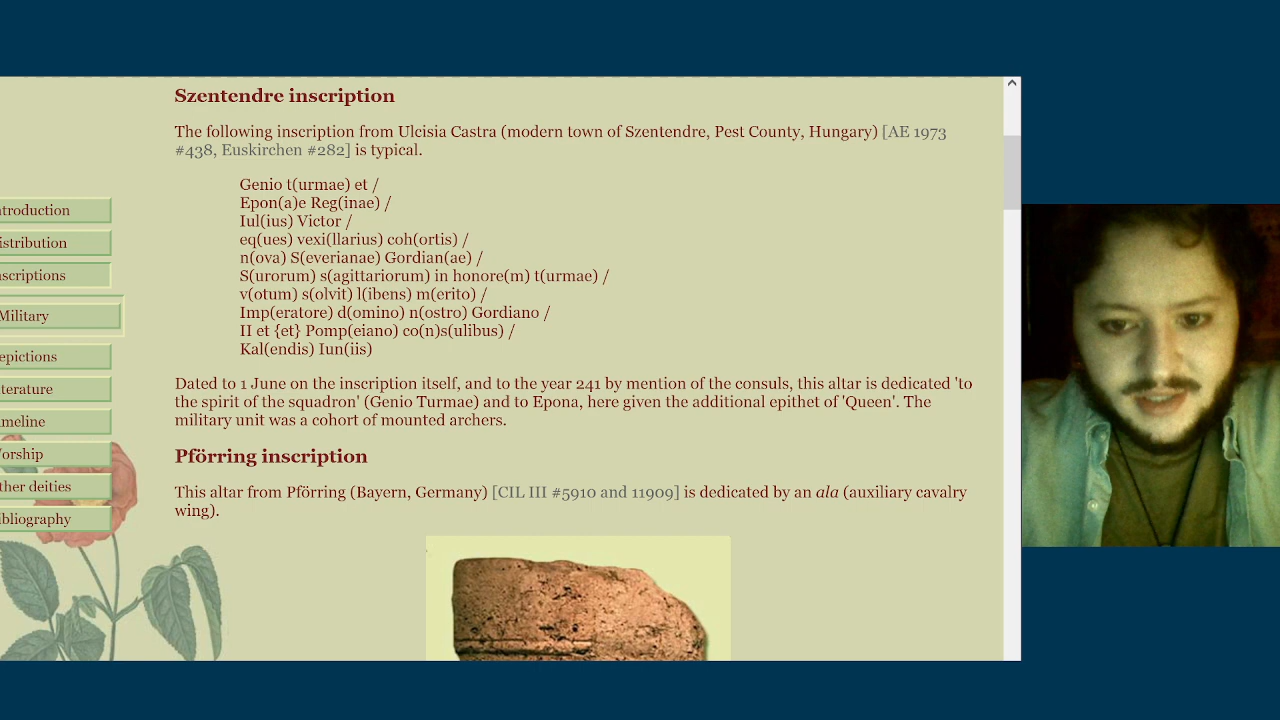 Szentendre inscription
The following inscription from Ulcisia Castra (modern town of Szentendre, Pest County, Hungary) [AE 1973
#438, Euskirchen #282] is typical.
Genio t(urmae) et /
Epon(a)e Reg(inae) /
Iul(ius) Victor /
eq(ues) vexi(llarius) coh(ortis) /
n(ova) S(everianae) Gordian(ae) /
S(urorum) s(agittariorum) in honore(m) t(urmae) /
v(otum) s(olvit) l(ibens) m(erito) /
Imp(eratore) d(omino) n(ostro) Gordiano /
II et {et} Pomp(eiano) co(n)s(ulibus) /
Kal(endis) Iun(iis)
Dated to 1 June on the inscription itself, and to the year 241 by mention of the consuls, this altar is dedicated 'to
the spirit of the squadron' (Genio Turmae) and to Epona, here given the additional epithet of 'Queen'. The
military unit was a cohort of mounted archers.
Pförring inscription
This altar from Pförring (Bayern, Germany) [CIL III #5910 and 11909] is dedicated by an ala (auxiliary cavalry
wing).
ntroduction
istribution
nscriptions
Military
epictions
terature
imeline
Vorship
ther deities
ibliography